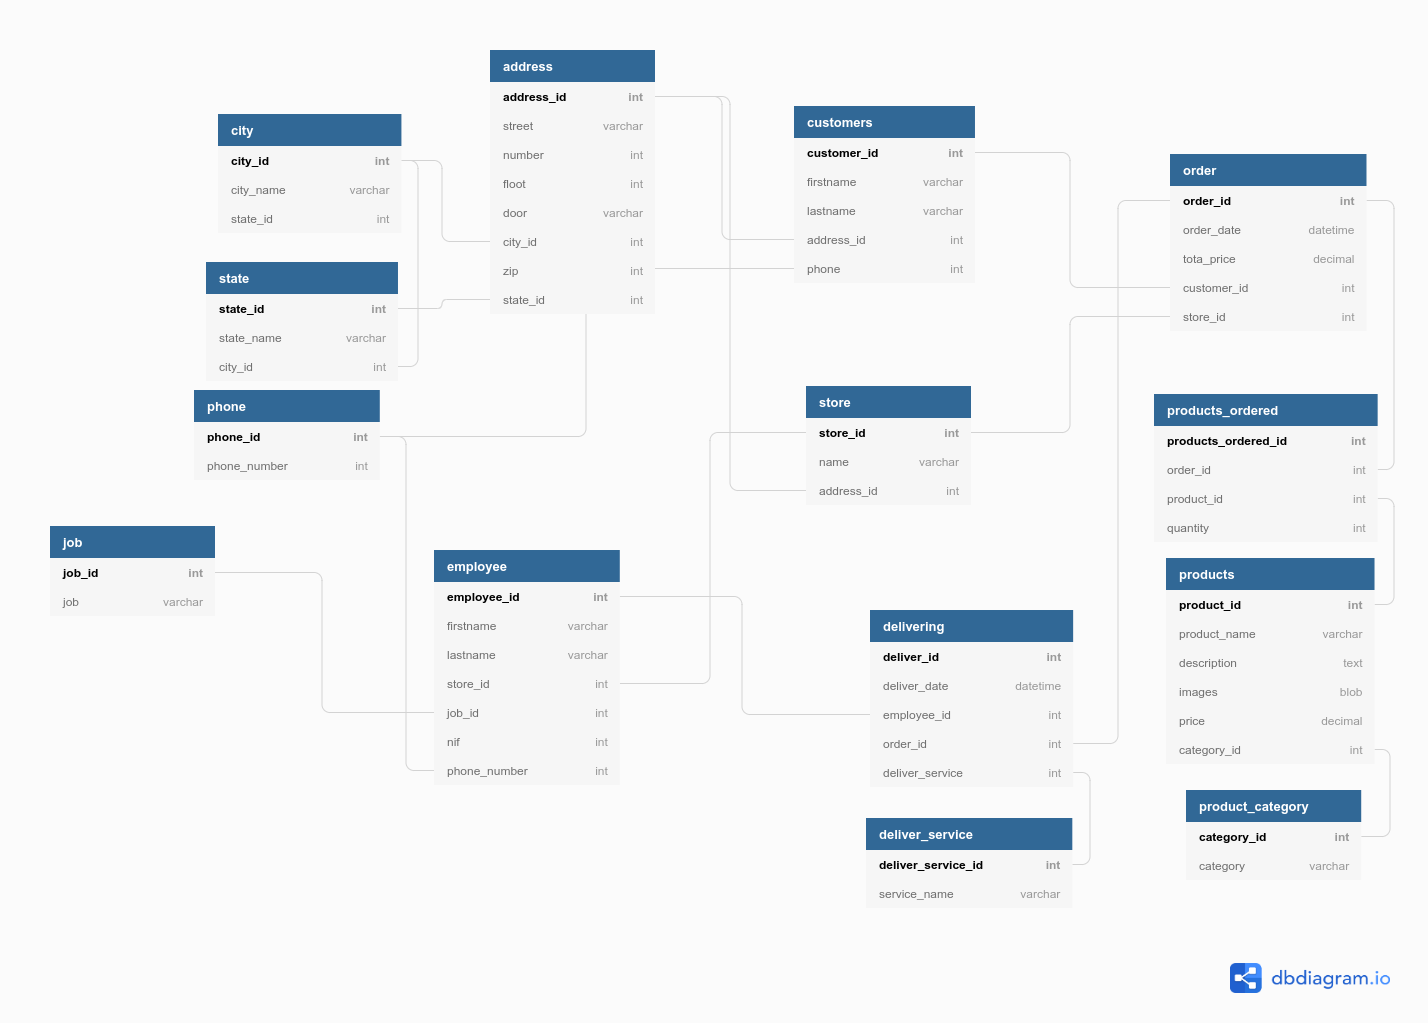 address
address_id int
street varchar
number int
floot int
door varchar
city_id int
zip int
state_id int
city
city_id int
city_name varchar
state_id int
state
state_id int
state_name varchar
city_id int
phone
phone_id int
phone_number int
customers
customer_id int
firstname varchar
lastname varchar
address_id int
phone int
order
order_id int
order_date datetime
tota_price decimal
customer_id int
store_id int
store
store_id int
name varchar
address_id int
products_ordered
products_ordered_id int
order_id int
product_id int
quantity int
job
job_id int
job varchar
employee
employee_id int
firstname varchar
lastname varchar
store_id int
job_id int
nif int
phone_number int
delivering
deliver_id int
deliver_date datetime
employee_id int
order_id int
deliver_service int
products
product_id int
product_name varchar
description text
images blob
price decimal
category_id int
deliver_service
deliver_service_id int
service_name varchar
product_category
category_id int
category varchar
dbdiagram.io